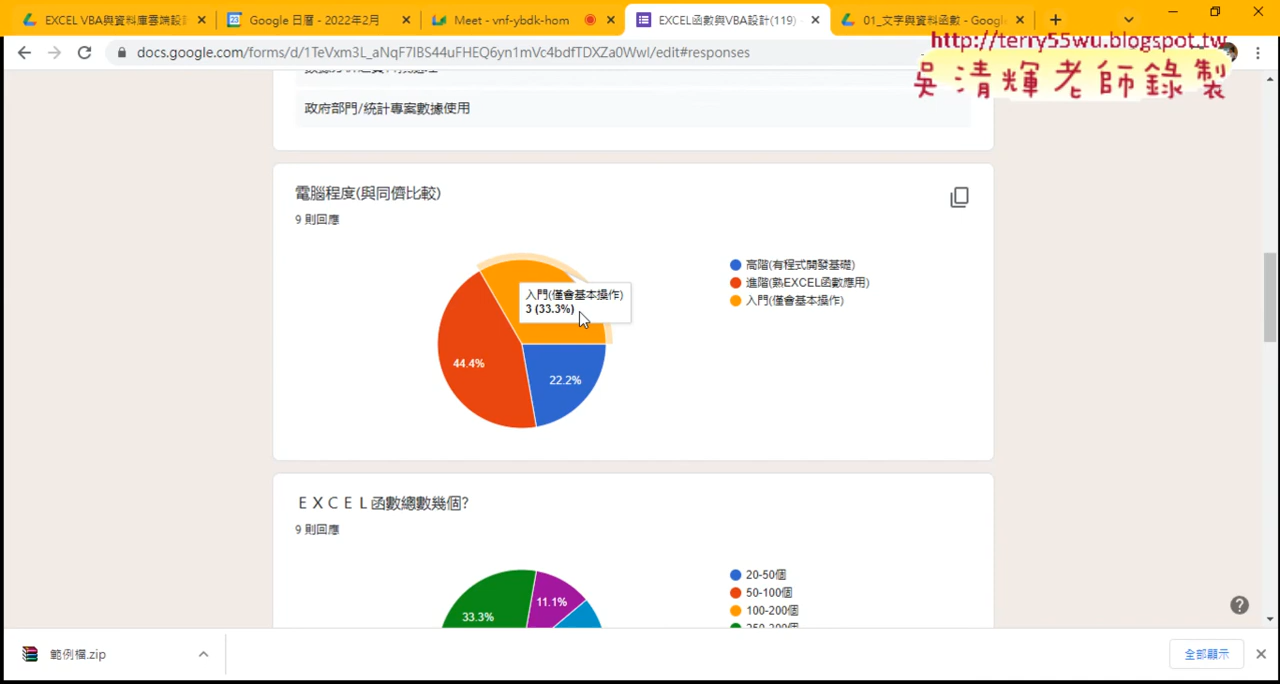 EXCEL VBA與資料庫雲端設計
Google 日曆 - 2022年2月
Meet - vnf-ybdk-hom
EXCEL函數與VBA設計(119)
01_文字與資料函數 - Google
docs.google.com/forms/d/1TeVxm3L_aNqF7IBS44uFHEQ6yn1mVc4bdfTDXZa0WwI/edit#responses
http://terry55wu.blogspot.tw
吳清輝老師錄製
政府部門/統計專案數據使用
電腦程度(與同儕比較)
9 則回應
高階(有程式開發基礎)
進階(熟EXCEL函數應用)
入門(僅會基本操作)
入門(僅會基本操作)
3 (33.3%)
44.4%
22.2%
ＥＸＣＥＬ函數總數幾個?
9 則回應
20-50個
50-100個
100-200個
33.3%
11.1%
範例檔.zip
全部顯示